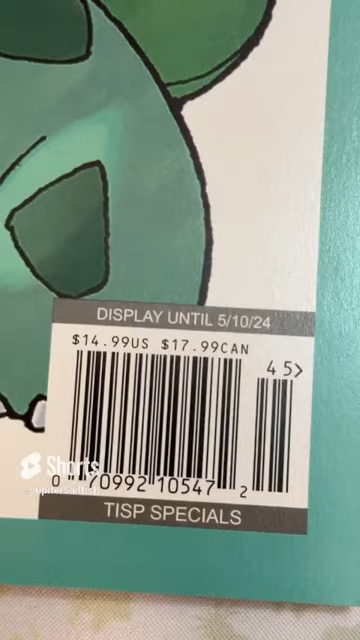 DISPLAY UNTIL 5/10/24
$14.99US $17.99CAN
45>
0 70992 10547 2
TISP SPECIALS
Shorts